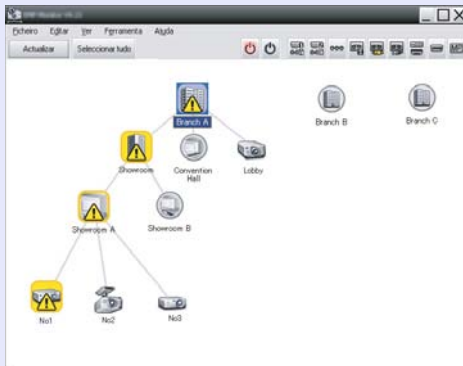 Ficheiro Editar Ver Ferramenta Ajuda
Actualizar Seleccionar tudo
Branch A
Branch B
Branch C
Showroom
Convention
Hall
Lobby
Showroom A
Showroom B
No1
No2
No3